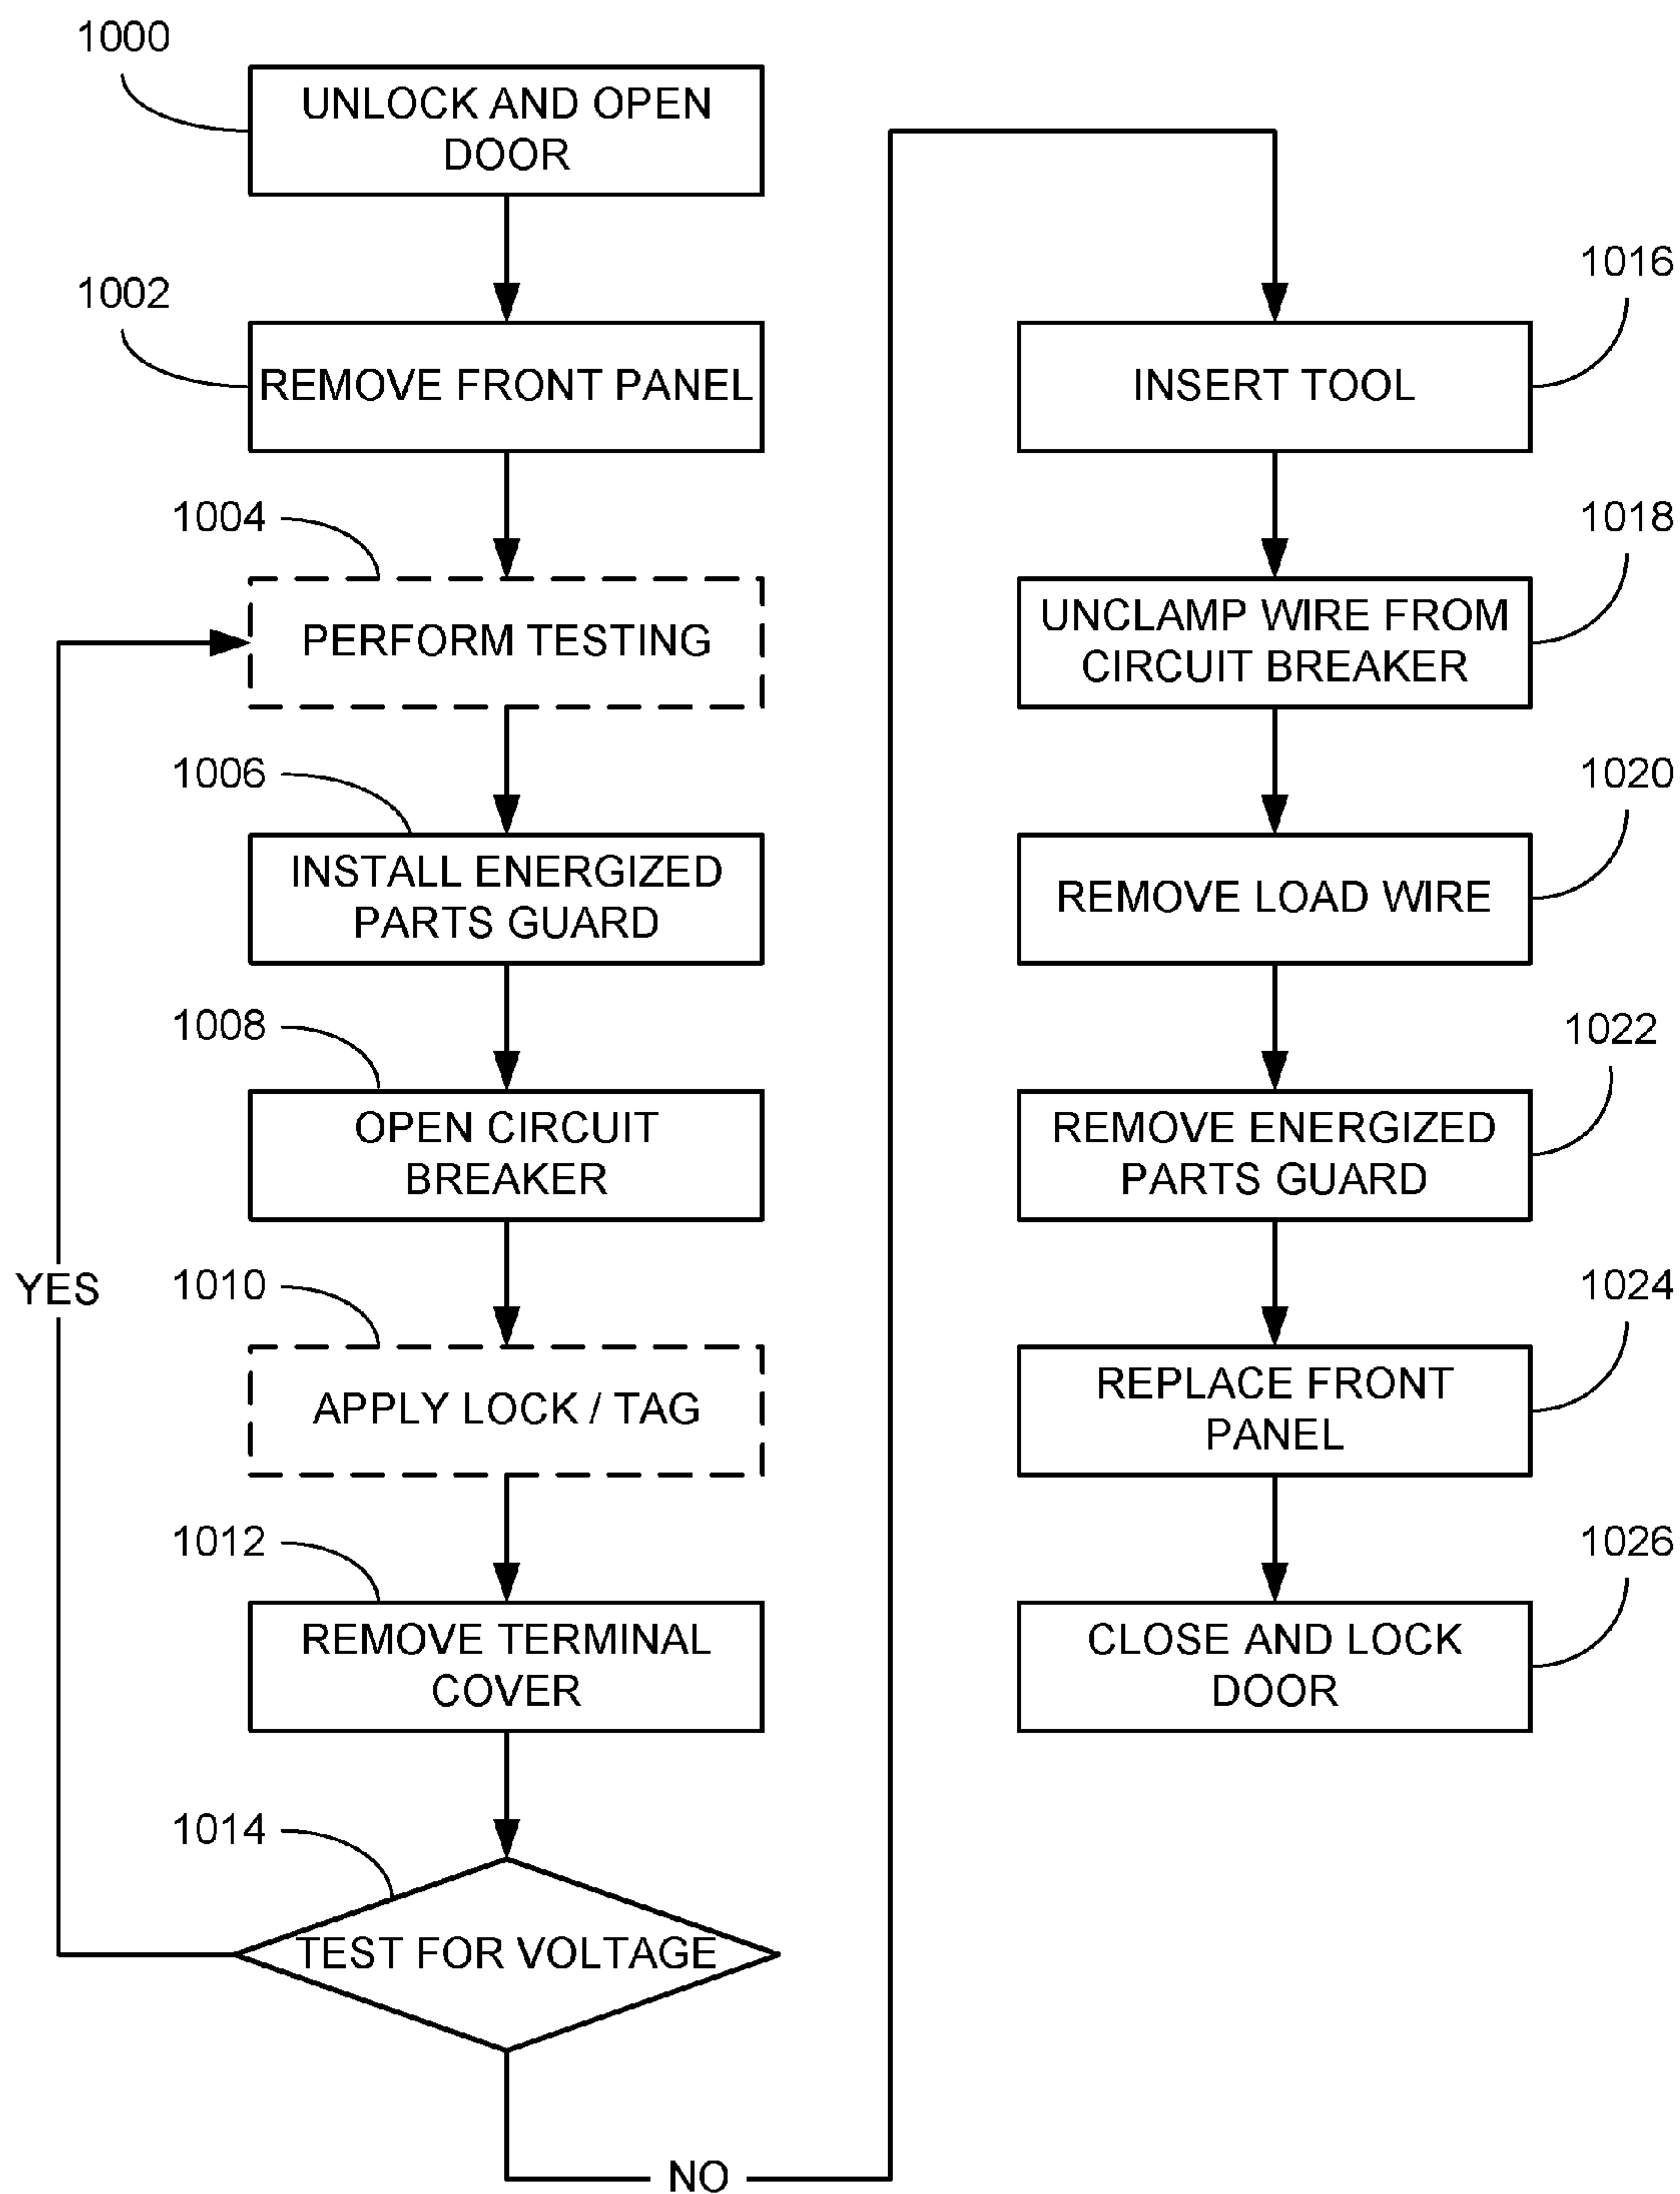 1000
UNLOCK AND OPEN
DOOR
1002
REMOVE FRONT PANEL
1004
PERFORM TESTING
1006
INSTALL ENERGIZED
PARTS GUARD
1008
OPEN CIRCUIT
BREAKER
YES
1010
APPLY LOCK / TAG
1012
REMOVE TERMINAL
COVER
1014
TEST FOR VOLTAGE
NO
1016
INSERT TOOL
1018
UNCLAMP WIRE FROM
CIRCUIT BREAKER
1020
REMOVE LOAD WIRE
1022
REMOVE ENERGIZED
PARTS GUARD
1024
REPLACE FRONT
PANEL
1026
CLOSE AND LOCK
DOOR